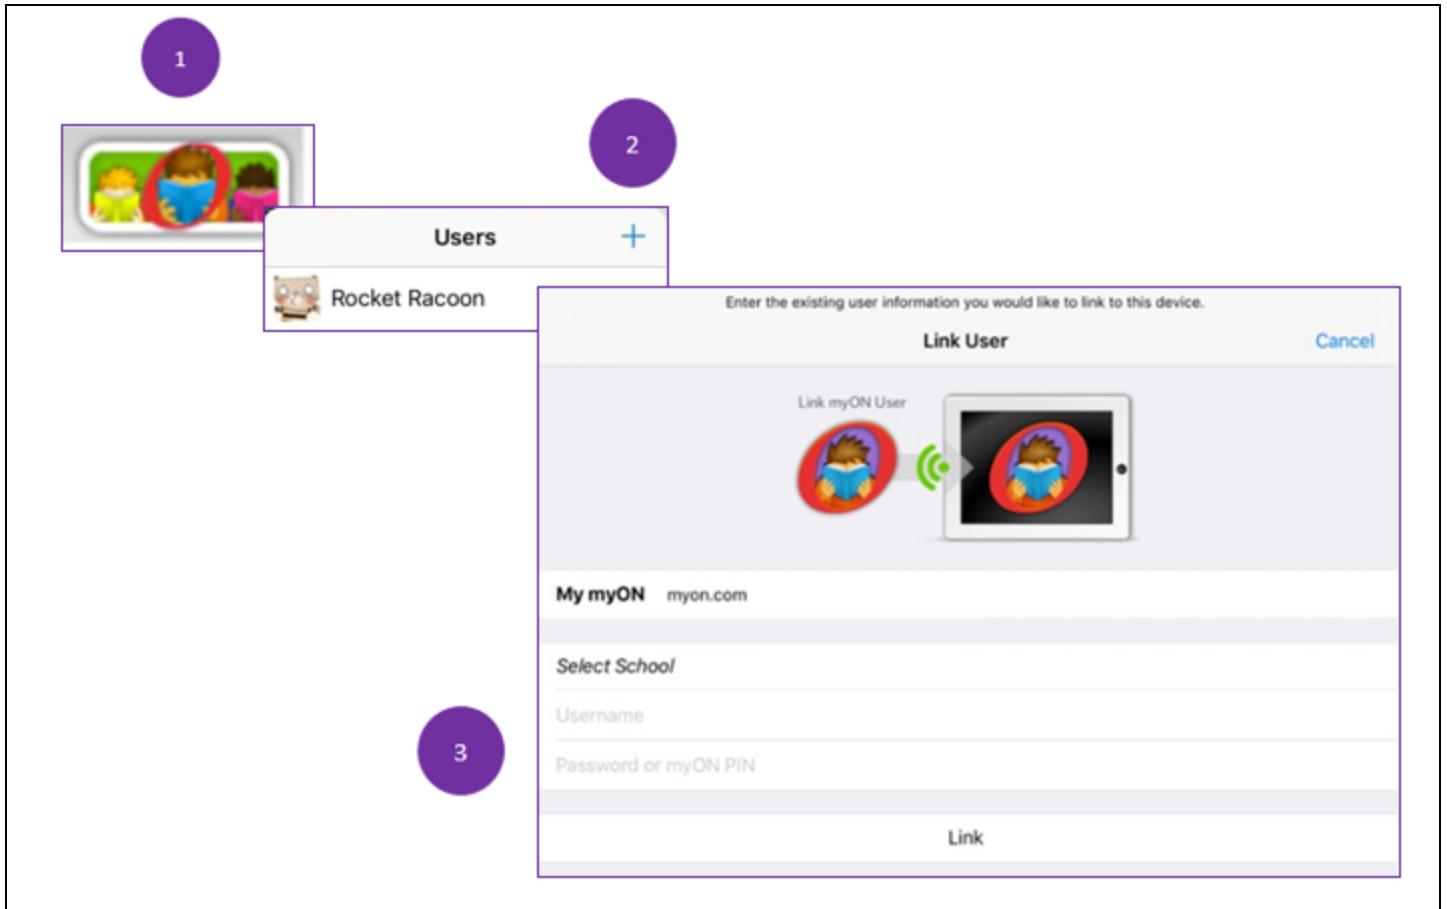 1
2
Users +
Rocket Racoon
Enter the existing user information you would like to link to this device.
Link User Cancel
Link myON User
My myON myon.com
Select School
Username
3
Password or myON PIN
Link